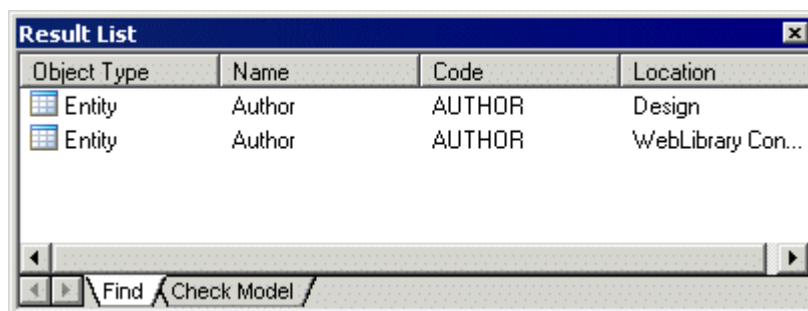 Result List
Object Type Name Code Location
Entity Author AUTHOR Design
Entity Author AUTHOR WebLibrary Con...
Find Check Model